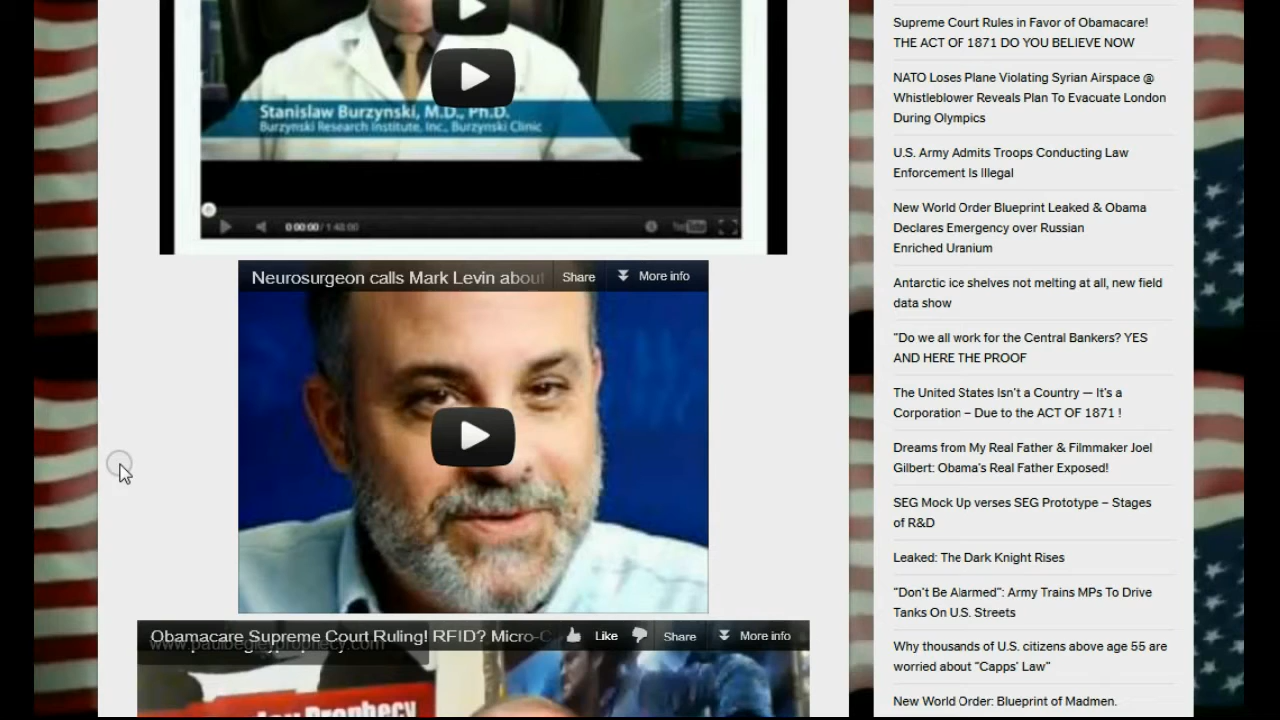 Stanislaw Burzynski, M.D., Ph.D.
Burzynski Research Institute, Inc., Burzynski Clinic
0:00:00 / 1:48:00
YouTube
Neurosurgeon calls Mark Levin about
Share
More info
Obamacare Supreme Court Ruling! RFID? Micro-C
Like
Share
More info
www.paulbegleyprophecy.com
Prophecy
Supreme Court Rules in Favor of Obamacare!
THE ACT OF 1871 DO YOU BELIEVE NOW
NATO Loses Plane Violating Syrian Airspace @
Whistleblower Reveals Plan To Evacuate London
During Olympics
U.S. Army Admits Troops Conducting Law
Enforcement Is Illegal
New World Order Blueprint Leaked & Obama
Declares Emergency over Russian
Enriched Uranium
Antarctic ice shelves not melting at all, new field
data show
"Do we all work for the Central Bankers? YES
AND HERE THE PROOF
The United States Isn't a Country — It's a
Corporation – Due to the ACT OF 1871 !
Dreams from My Real Father & Filmmaker Joel
Gilbert: Obama's Real Father Exposed!
SEG Mock Up verses SEG Prototype – Stages
of R&D
Leaked: The Dark Knight Rises
"Don't Be Alarmed": Army Trains MPs To Drive
Tanks On U.S. Streets
Why thousands of U.S. citizens above age 55 are
worried about "Capps' Law"
New World Order: Blueprint of Madmen.